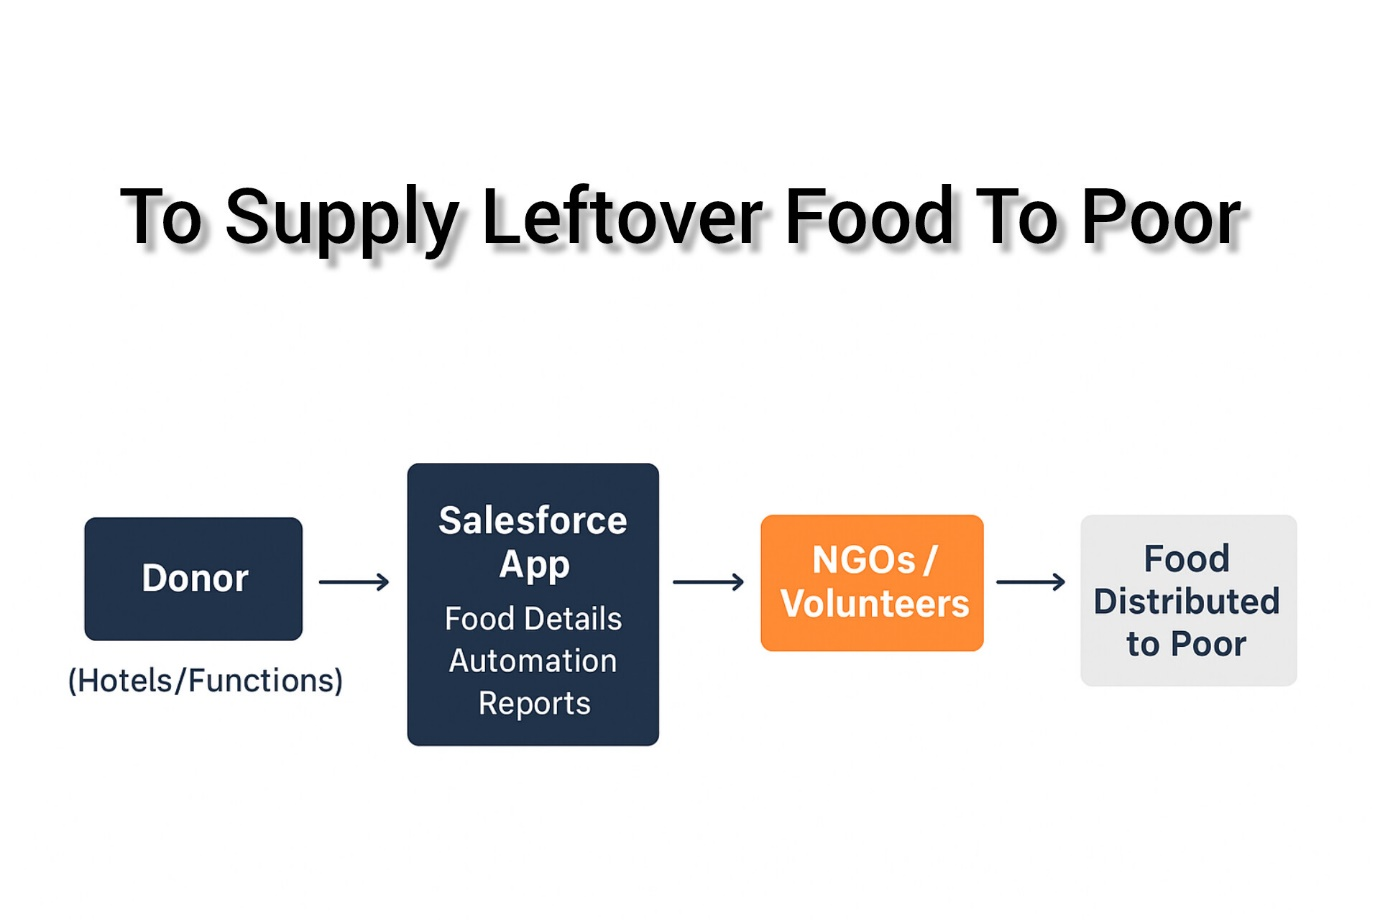 To Supply Leftover Food To Poor
Donor
(Hotels/Functions)
Salesforce
App
Food Details
Automation
Reports
NGOs /
Volunteers
Food
Distributed
to Poor